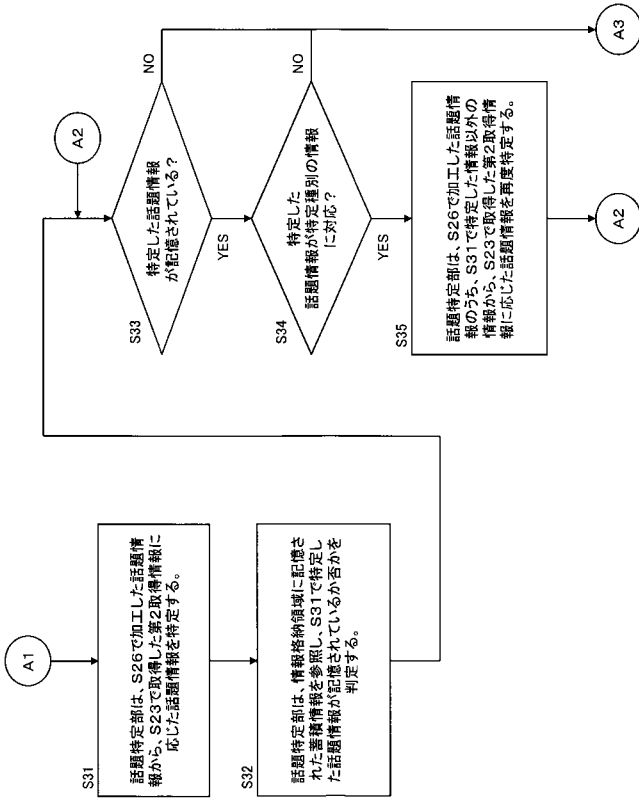 A1
S31
話題特定部は、S26で加工した話題情
報から、S23で取得した第2取得情報に
応じた話題情報を特定する。
S32
話題特定部は、情報格納領域に記憶さ
れた蓄積情報を参照し、S31で特定し
た話題情報が記憶されているか否かを
判定する。
A2
S33
特定した話題情報
が記憶されている？
NO
YES
S34
特定した
話題情報が特定種別の情報
に対応？
NO
YES
S35
話題特定部は、S26で加工した話題情
報のうち、S31で特定した情報以外の
情報から、S23で取得した第2取得情
報に応じた話題情報を再度特定する。
A2
A3